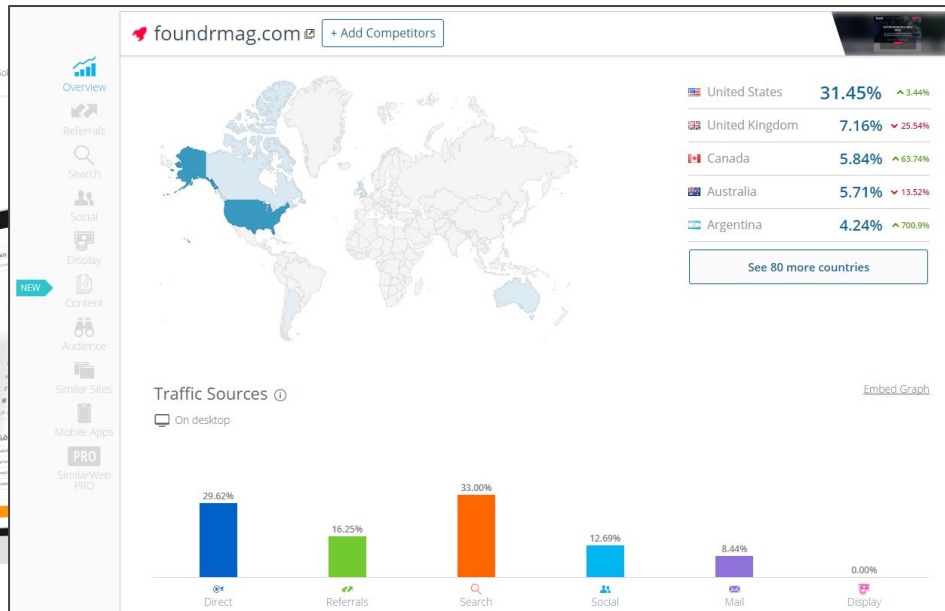 foundrmag.com + Add Competitors
Overview
Referrals
Search
Social
Display
NEW
Content
Audience
Similar Sites
Mobile Apps
PRO
SimilarWeb
PRO
United States 31.45% 3.44%
United Kingdom 7.16% 25.54%
Canada 5.84% 63.74%
Australia 5.71% 13.52%
Argentina 4.24% 700.9%
See 80 more countries
Traffic Sources
Embed Graph
On desktop
29.62% 16.25% 33.00% 12.69% 8.44% 0.00%
Direct Referrals Search Social Mail Display